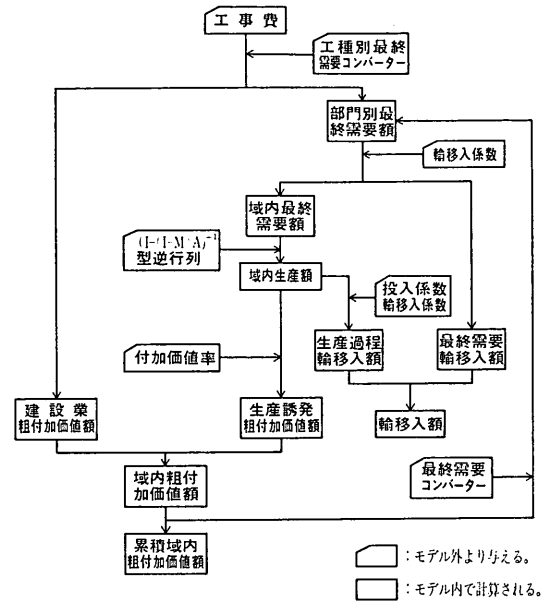 工事費
工種別最終
需要コンバーター
部門別最
終需要額
輸移入係数
域内最終
需要額
(I-(I-M)A)⁻¹
型逆行列
域内生産額
投入係数
輸移入係数
生産過程
輸移入額
最終需要
輸移入額
付加価値率
建設業
粗付加価値額
生産誘発
粗付加価値額
輸移入額
域内粗付
加価値額
最終需要
コンバーター
累積域内
粗付加価値額
：モデル外より与える。
：モデル内で計算される。